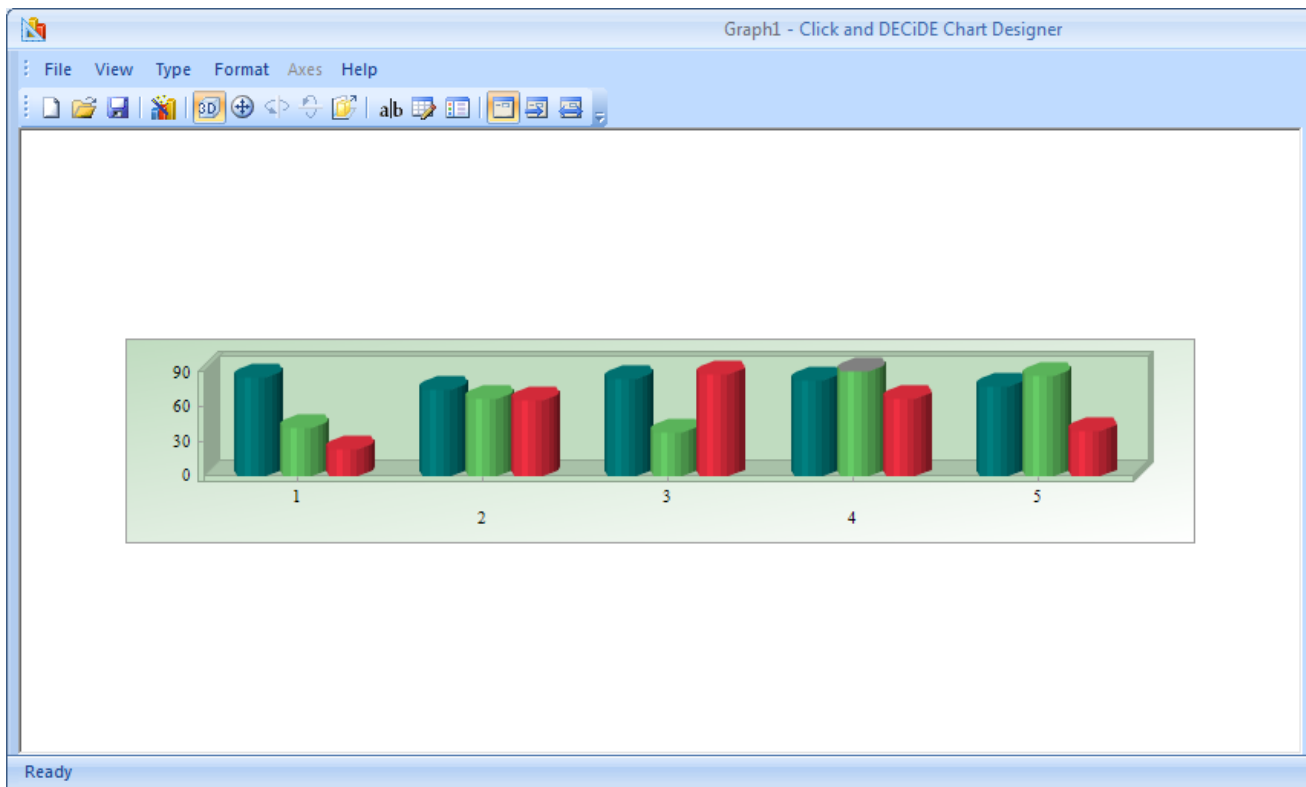 Graph1 - Click and DECiDE Chart Designer
File View Type Format Axes Help
3D a|b
90
60
30
0
1
2
3
4
5
Ready